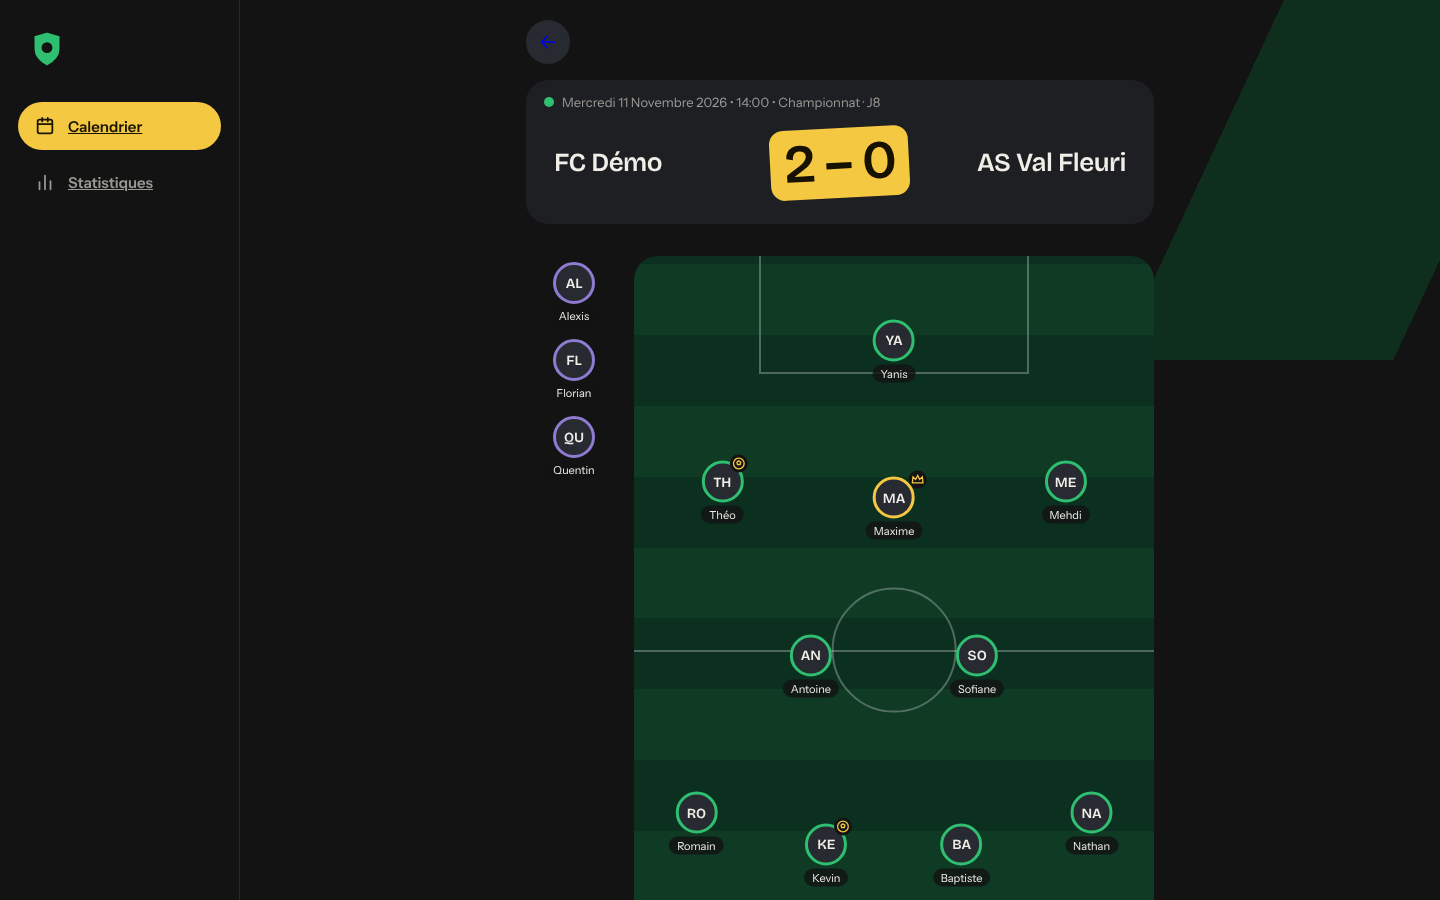 Calendrier
Statistiques
Mercredi 11 Novembre 2026 • 14:00 • Championnat · J8
FC Démo
2 – 0
AS Val Fleuri
AL
Alexis
FL
Florian
QU
Quentin
YA
Yanis
TH
Théo
MA
Maxime
ME
Mehdi
AN
Antoine
SO
Sofiane
RO
Romain
KE
Kevin
BA
Baptiste
NA
Nathan